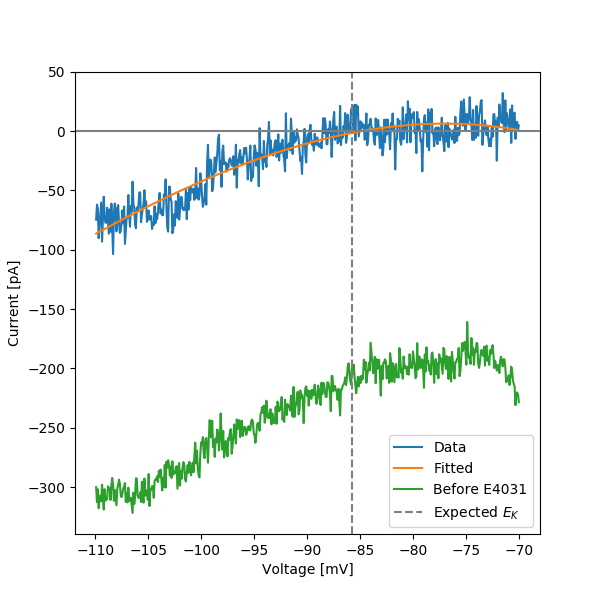 50
0
−50
−100
−150
−200
−250
−300
Current [pA]
−110
−105
−100
−95
−90
−85
−80
−75
−70
Voltage [mV]
Data
Fitted
Before E4031
Expected E_K